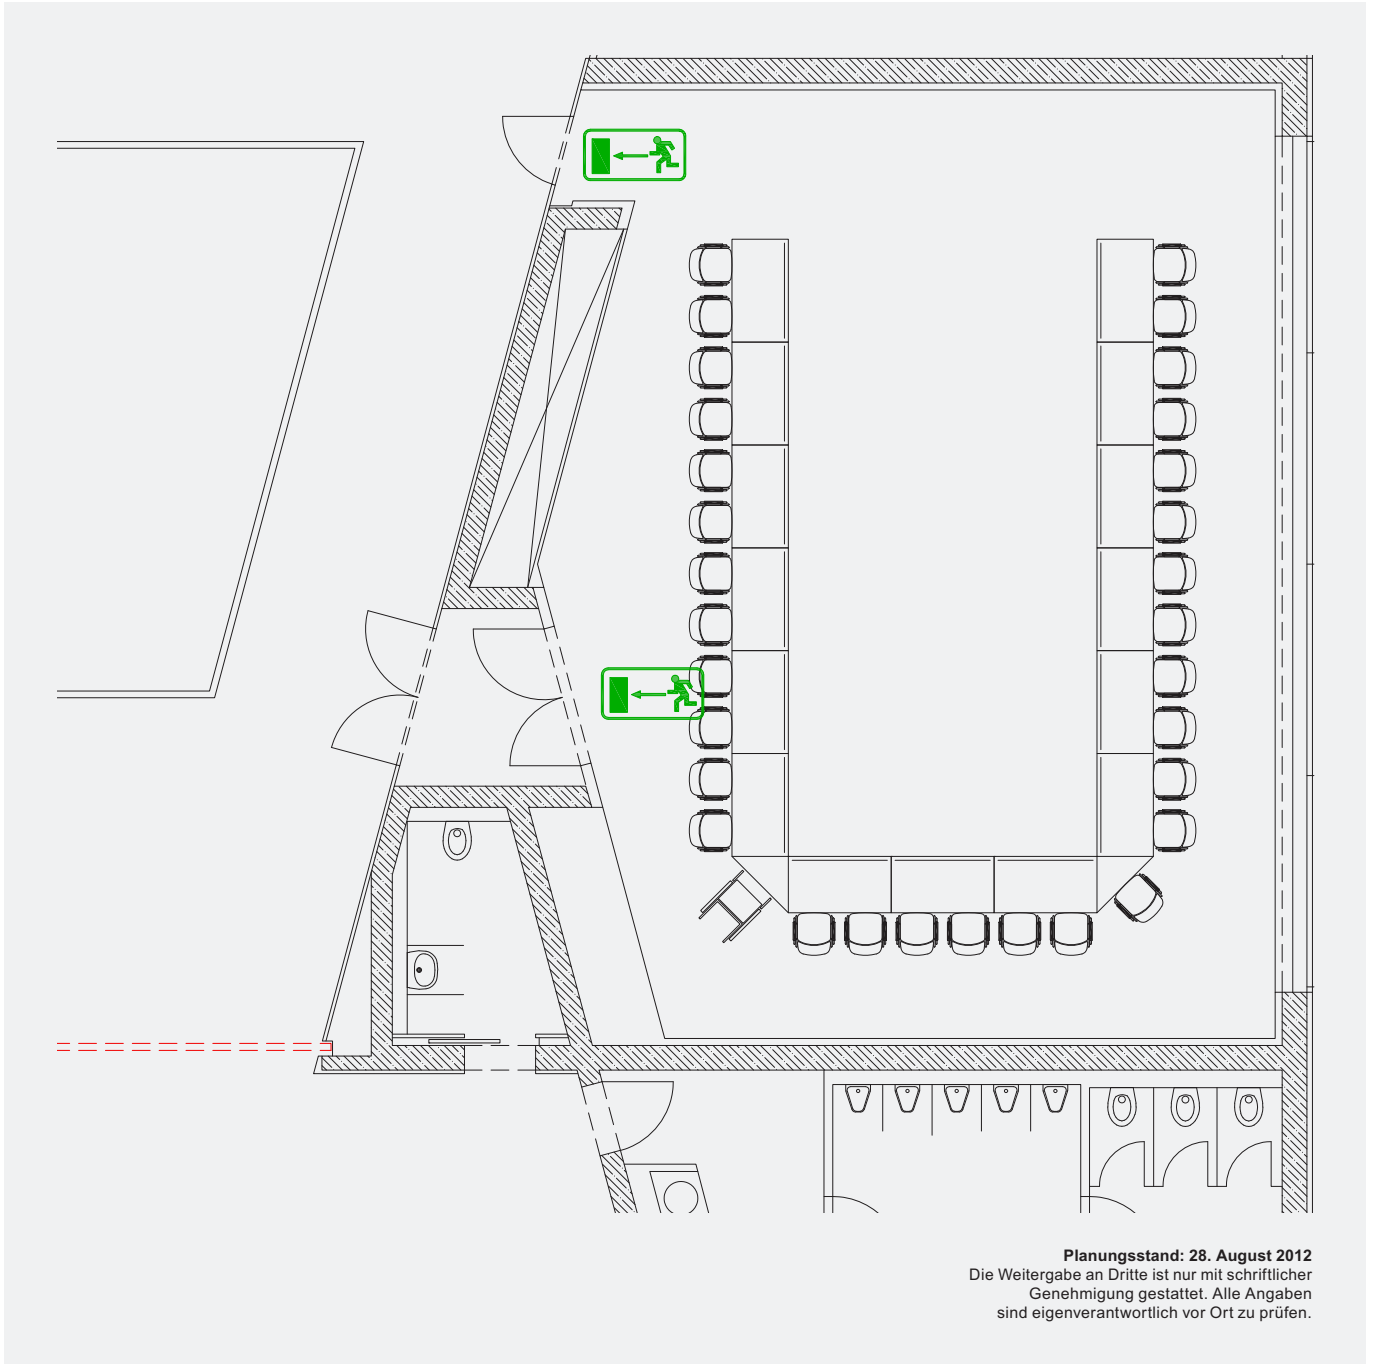 Planungsstand: 28. August 2012
Die Weitergabe an Dritte ist nur mit schriftlicher
Genehmigung gestattet. Alle Angaben
sind eigenverantwortlich vor Ort zu prüfen.